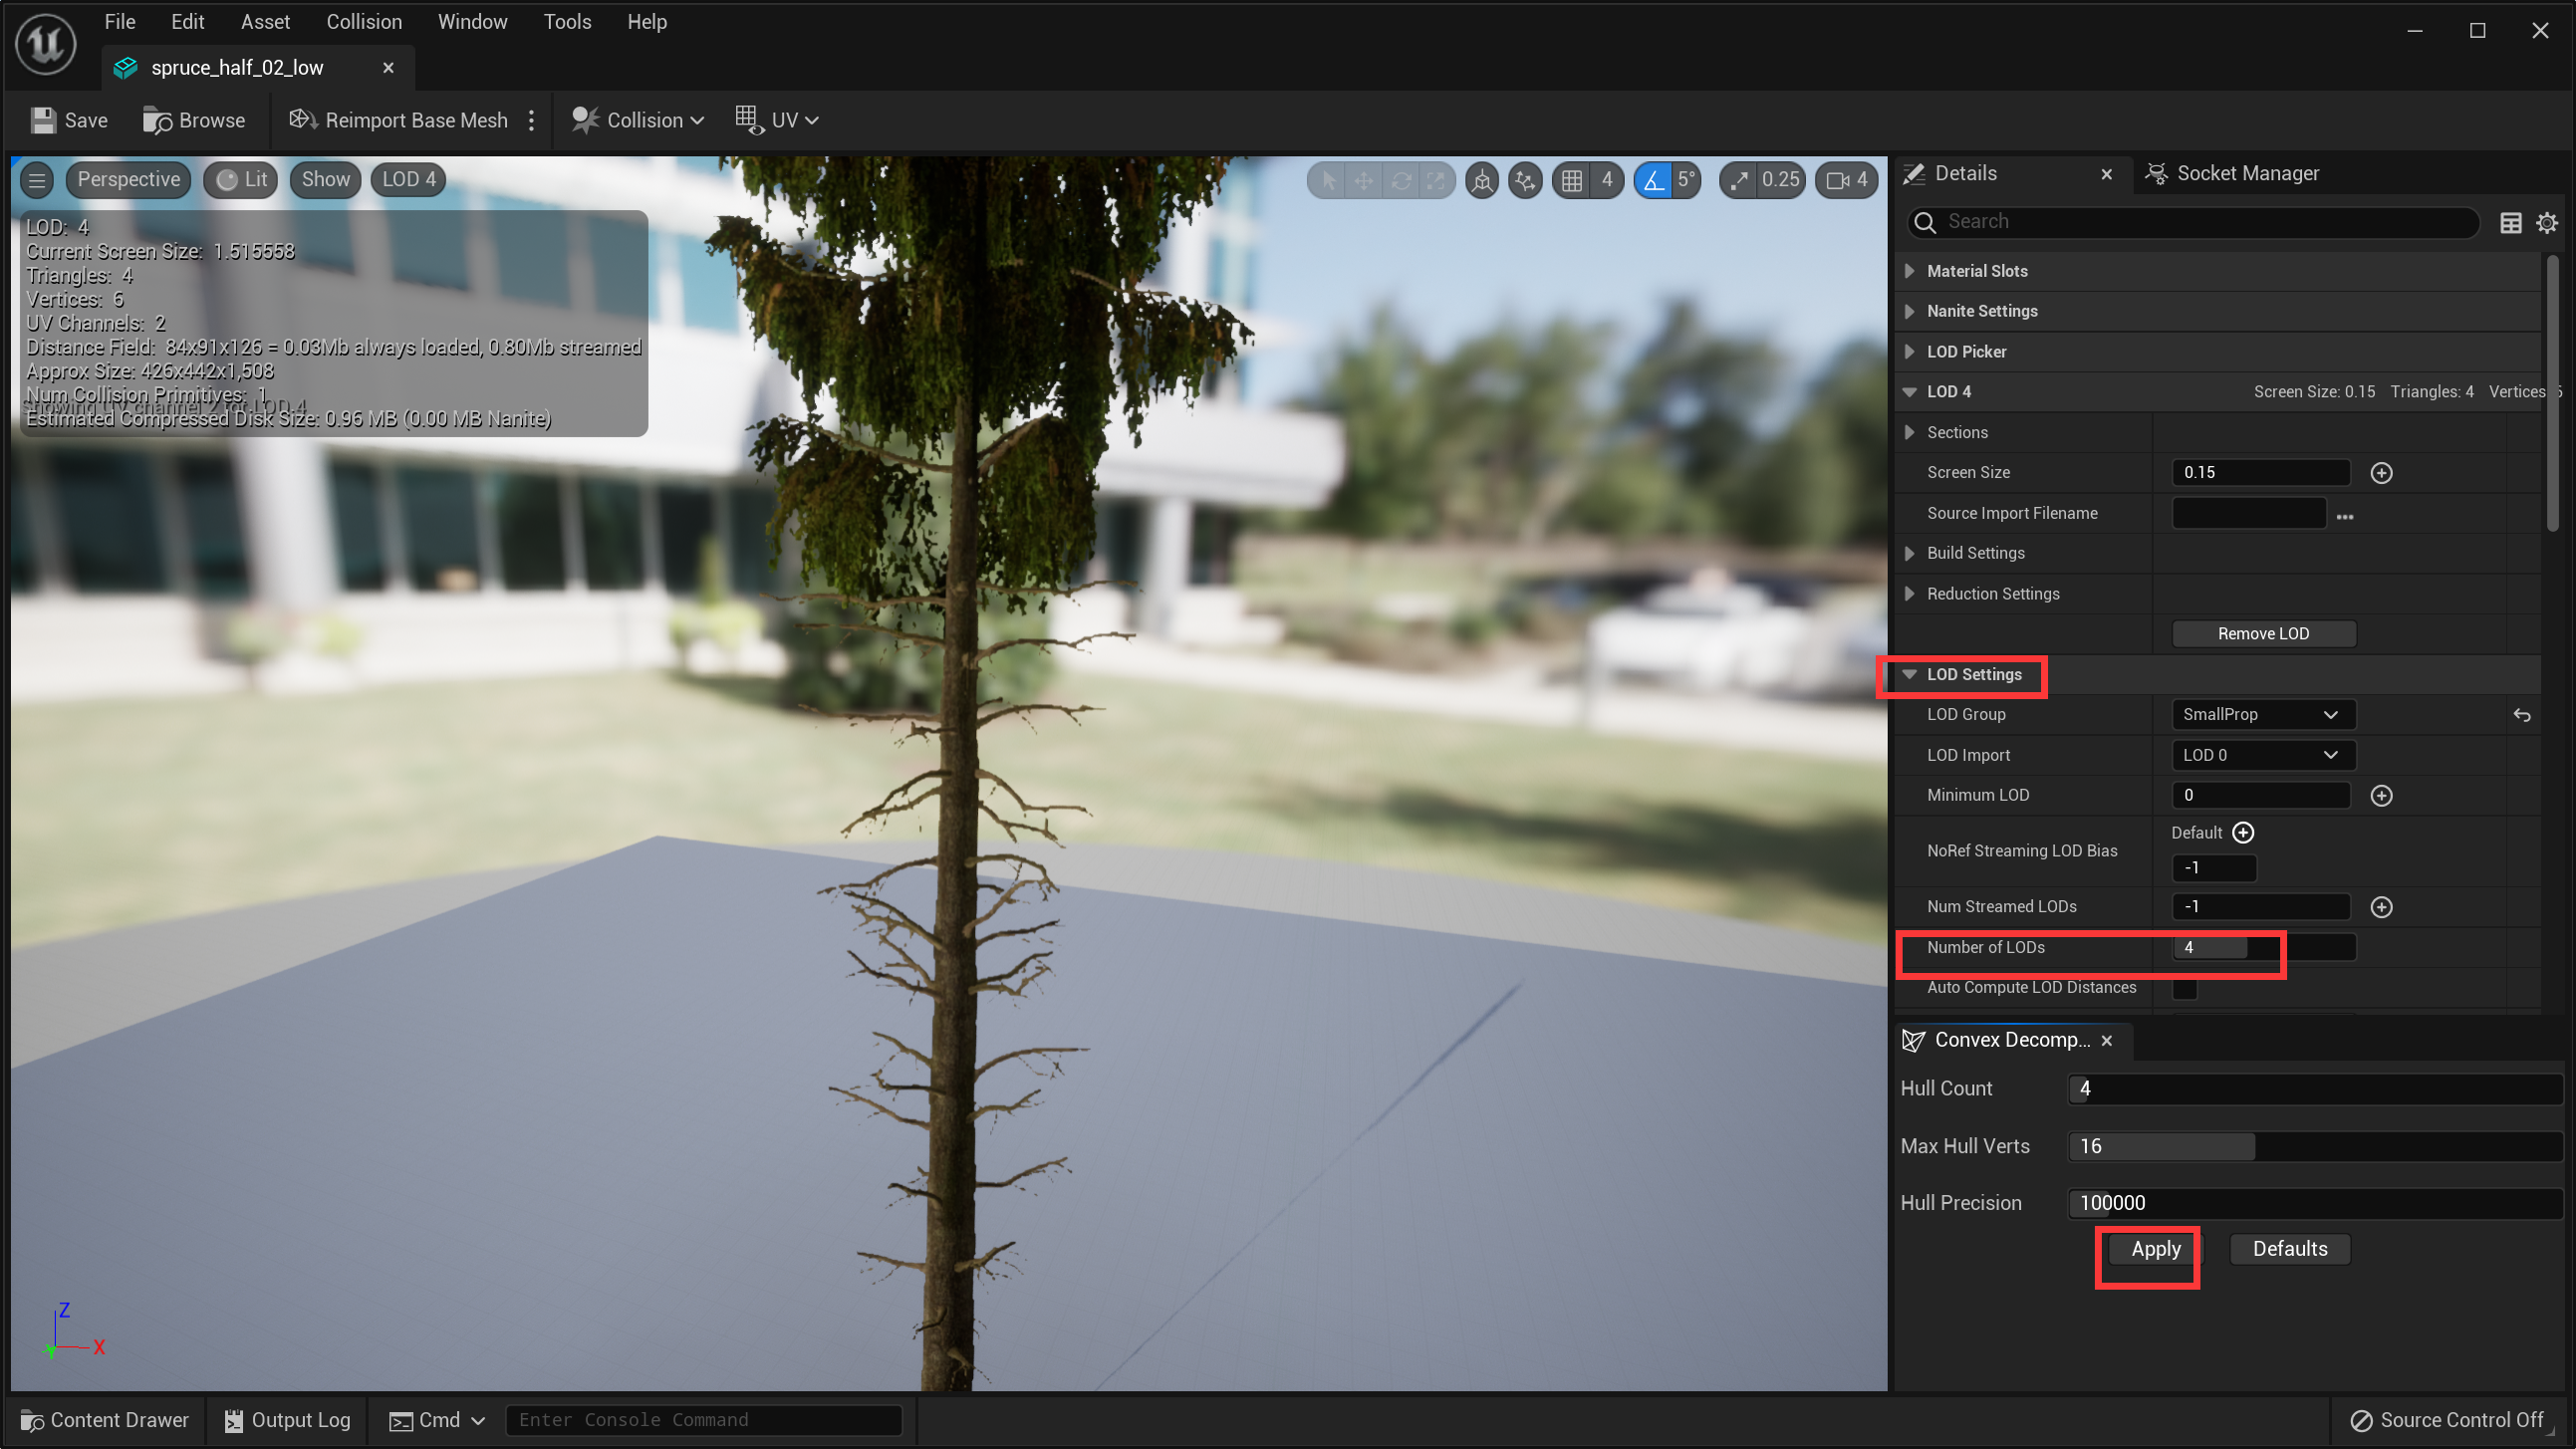 File Edit Asset Collision Window Tools Help
spruce_half_02_low
Save Browse Reimport Base Mesh Collision UV
Perspective Lit Show LOD 4
4 5° 0.25 4
LOD: 4
Current Screen Size: 1.515558
Triangles: 4
Vertices: 6
UV Channels: 2
Distance Field: 84x91x126 = 0.03Mb always loaded, 0.80Mb streamed
Approx Size: 426x442x1,508
Num Collision Primitives: 1
Showing UV channel 2 for LOD 4
Estimated Compressed Disk Size: 0.96 MB (0.00 MB Nanite)
Z
X
Y
Details Socket Manager
Search
Material Slots
Nanite Settings
LOD Picker
LOD 4 Screen Size: 0.15 Triangles: 4 Vertices
Sections
Screen Size 0.15
Source Import Filename
Build Settings
Reduction Settings
Remove LOD
LOD Settings
LOD Group SmallProp
LOD Import LOD 0
Minimum LOD 0
Default
NoRef Streaming LOD Bias
-1
Num Streamed LODs -1
Number of LODs 4
Auto Compute LOD Distances
Convex Decomp...
Hull Count 4
Max Hull Verts 16
Hull Precision 100000
Apply Defaults
Content Drawer Output Log Cmd Enter Console Command Source Control Off